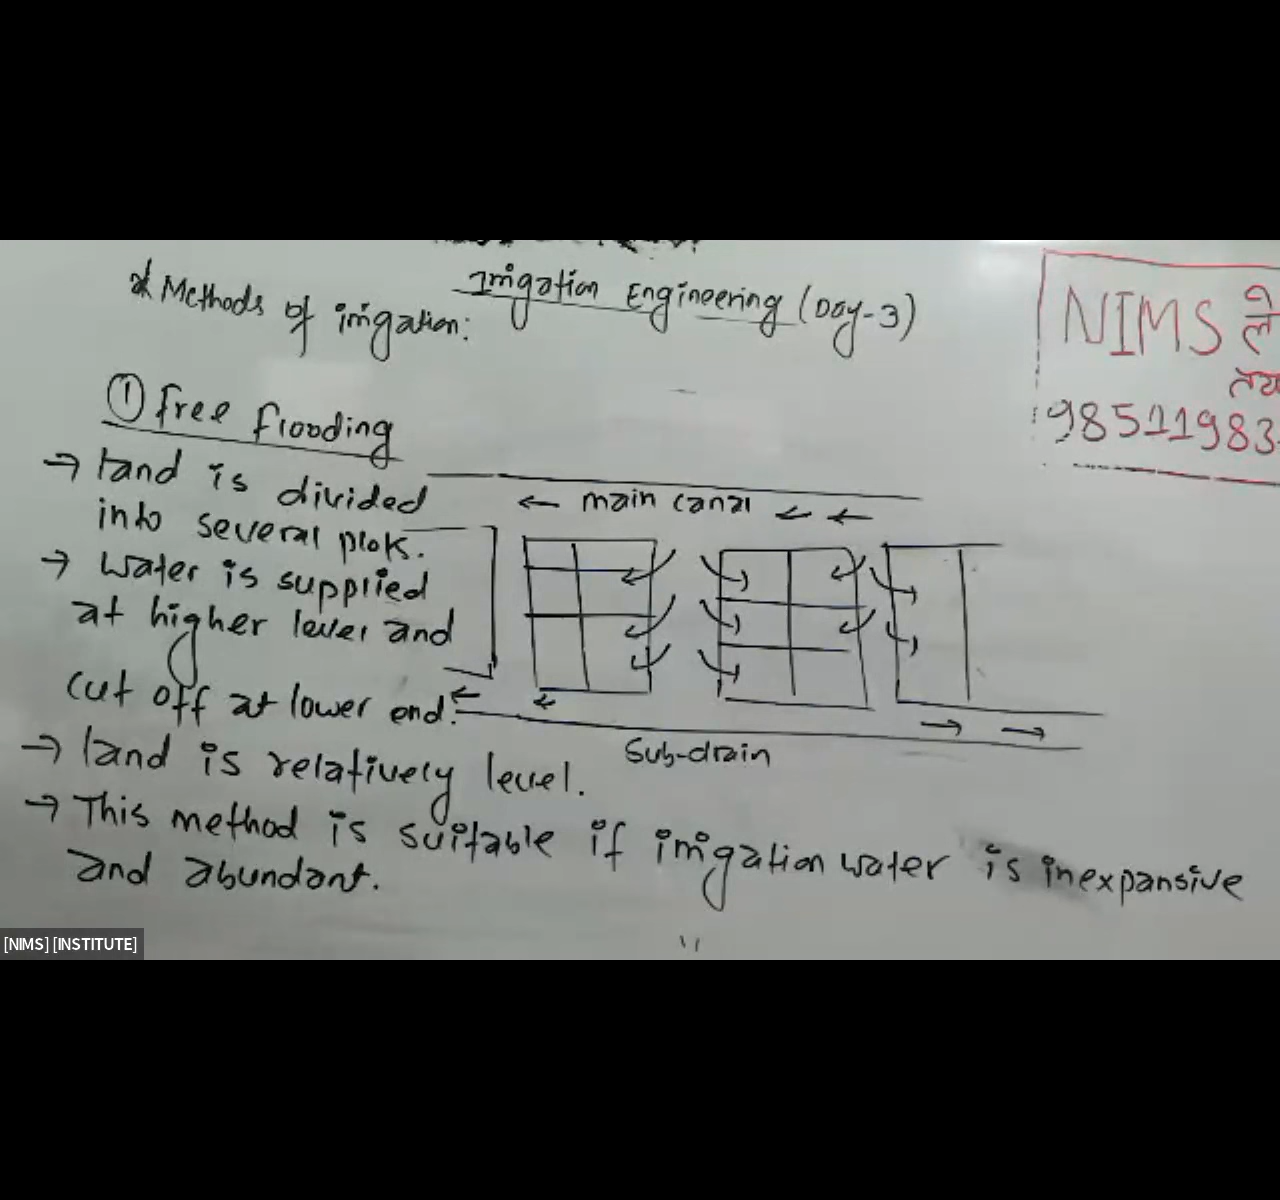 Irrigation Engineering (Day-3)
* Methods of irrigation:
① free flooding
→ land is divided
into several plots.
→ water is supplied
at higher level and
cut off at lower end.
→ land is relatively level.
→ This method is suitable if irrigation water is inexpansive
and abundant.
← main canal ← ←
Sub-drain
NIMS ले
98511983
[NIMS] [INSTITUTE]